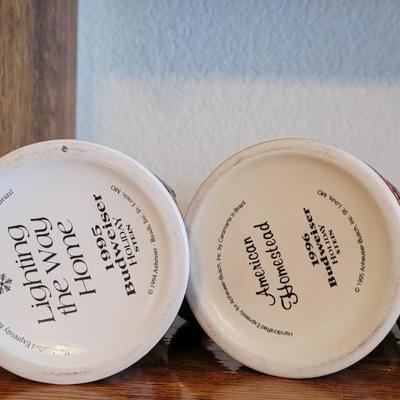 Lighting
the Way
Home
1995
Budweiser
HOLIDAY
STEIN
Handcrafted Expressly
© 1994 Anheuser-Busch, Inc. St. Louis, MO
American
Homestead
1996
Budweiser
HOLIDAY
STEIN
Handcrafted Expressly for Anheuser-Busch, Inc. by Ceramarte in Brazil
© 1995 Anheuser-Busch, Inc. St. Louis, MO